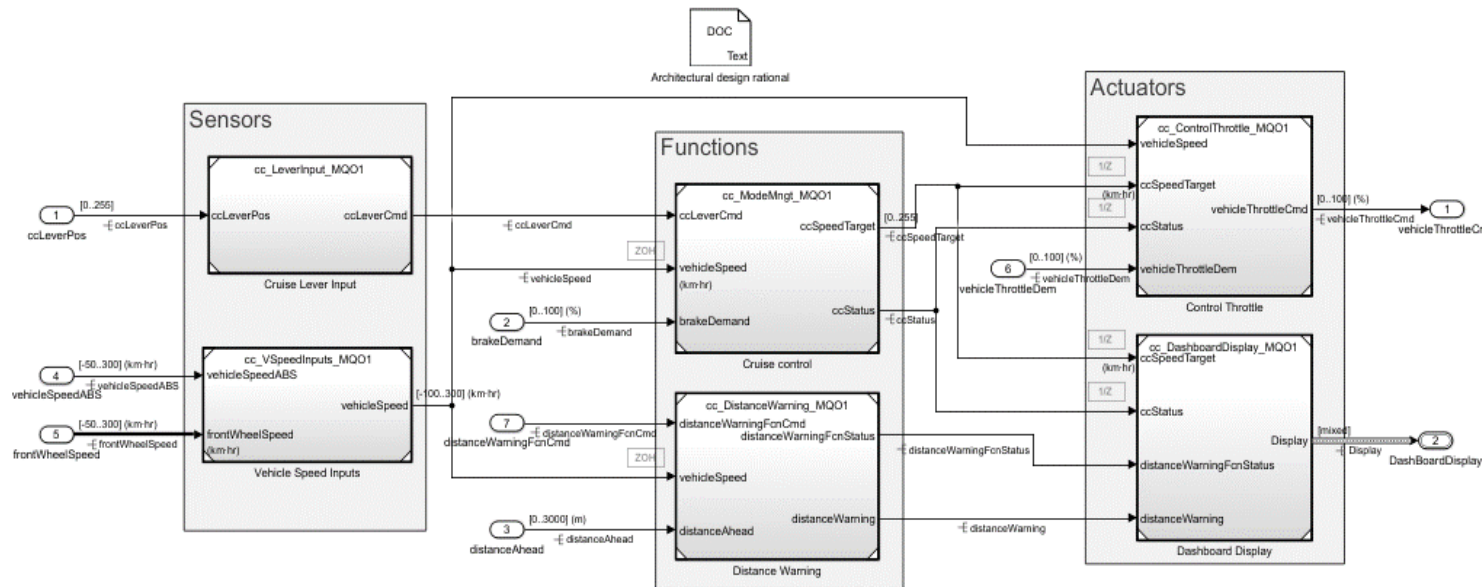 DOC
Text
Architectural design rational
Sensors
cc_LeverInput_MQO1
ccLeverPos
ccLeverCmd
Cruise Lever Input
1
[0..255]
ccLeverPos
ccLeverPos
cc_VSpeedInputs_MQO1
vehicleSpeedABS
vehicleSpeed
frontWheelSpeed
(km·hr)
Vehicle Speed Inputs
4
[-50..300] (km·hr)
vehicleSpeedABS
vehicleSpeedABS
5
[-50..300] (km·hr)
frontWheelSpeed
frontWheelSpeed
[-100..300] (km·hr)
ccLeverCmd
vehicleSpeed
2
[0..100] (%)
brakeDemand
brakeDemand
7
distanceWarningFcnCmd
distanceWarningFcnCmd
3
[0..3000] (m)
distanceAhead
distanceAhead
Functions
cc_ModeMngt_MQO1
ccLeverCmd
ccSpeedTarget
ZOH
vehicleSpeed
(km·hr)
ccStatus
brakeDemand
Cruise control
cc_DistanceWarning_MQO1
distanceWarningFcnCmd
distanceWarningFcnStatus
ZOH
vehicleSpeed
distanceWarning
distanceAhead
Distance Warning
[0..255]
ccSpeedTarget
ccStatus
distanceWarningFcnStatus
distanceWarning
6
[0..100] (%)
vehicleThrottleDem
vehicleThrottleDem
Actuators
cc_ControlThrottle_MQO1
vehicleSpeed
1/Z
ccSpeedTarget
(km·hr)
vehicleThrottleCmd
1/Z
ccStatus
vehicleThrottleDem
Control Throttle
[0..100] (%)
vehicleThrottleCmd
1
vehicleThrottleC
cc_DashboardDisplay_MQO1
1/Z
ccSpeedTarget
(km·hr)
1/Z
ccStatus
Display
distanceWarningFcnStatus
distanceWarning
Dashboard Display
[mixed]
Display
2
DashBoardDisplay